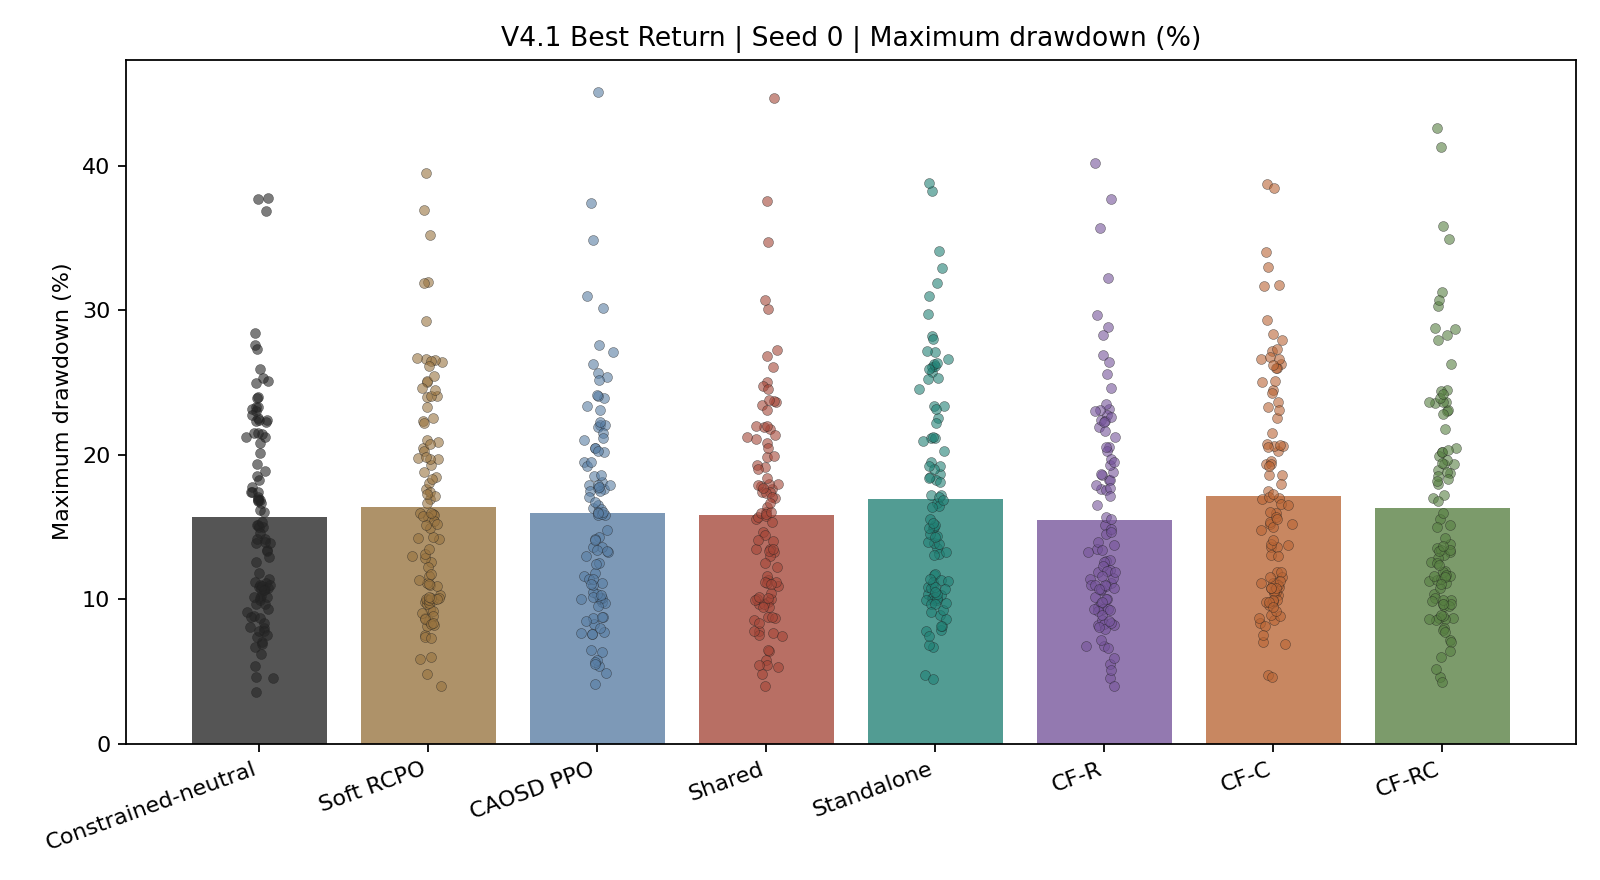 V4.1 Best Return | Seed 0 | Maximum drawdown (%)
Maximum drawdown (%)
40
30
20
10
0
Constrained-neutral
Soft RCPO
CAOSD PPO
Shared
Standalone
CF-R
CF-C
CF-RC